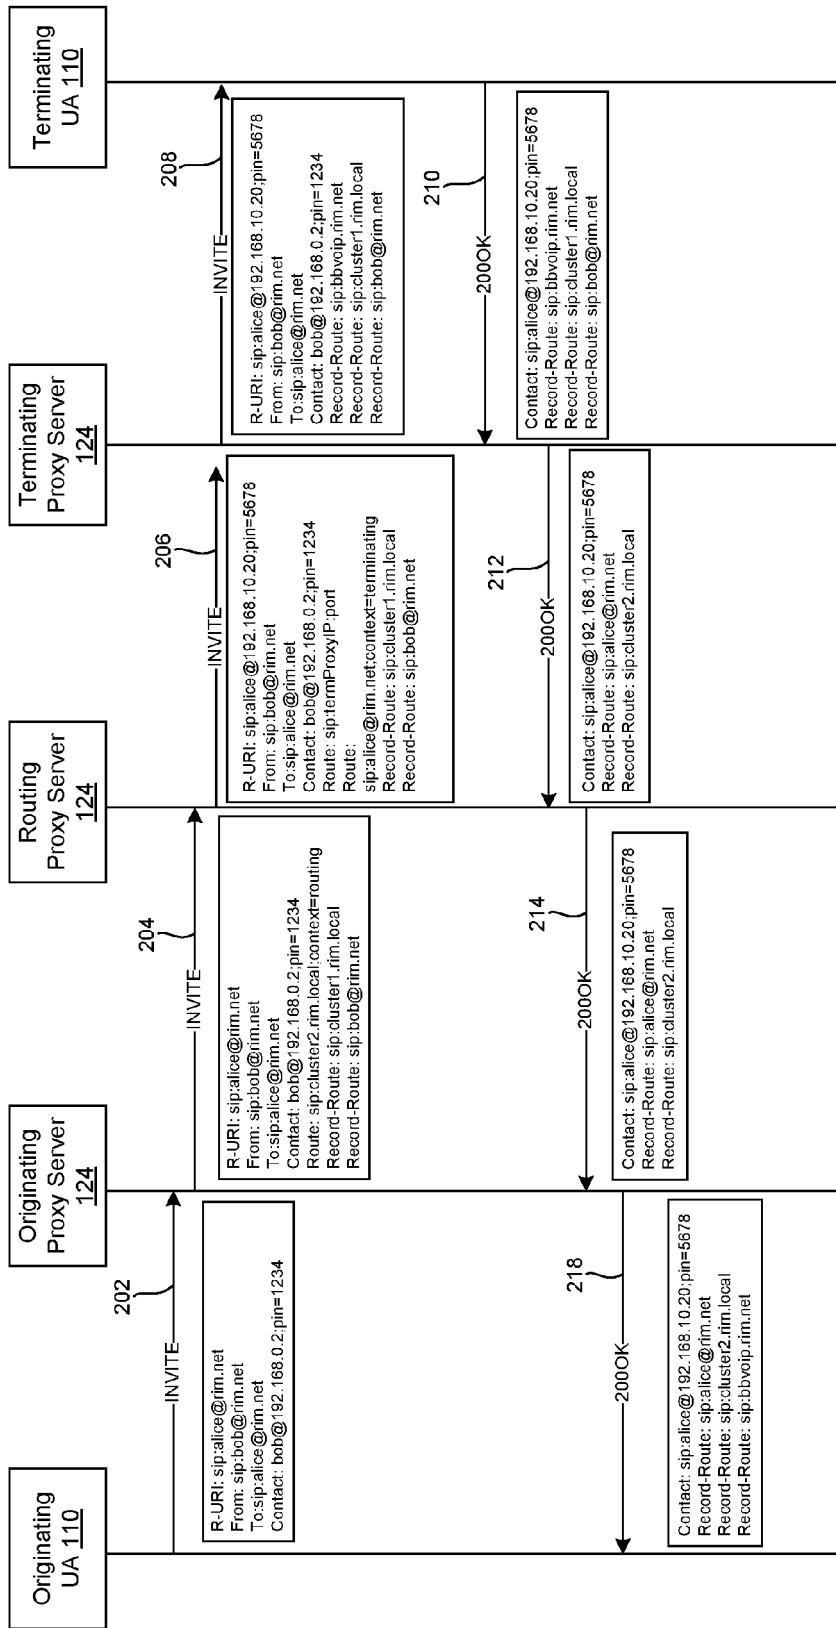 Originating
UA 110
Originating
Proxy Server
124
Routing
Proxy Server
124
Terminating
Proxy Server
124
Terminating
UA 110
INVITE
202
R-URI: sip:alice@rim.net
From: sip:bob@rim.net
To:sip:alice@rim.net
Contact: bob@192.168.0.2;pin=1234
INVITE
204
R-URI: sip:alice@rim.net
From: sip:bob@rim.net
To:sip:alice@rim.net
Contact: bob@192.168.0.2;pin=1234
Route: sip:cluster2.rim.local;context=routing
Record-Route: sip:cluster1.rim.local
Record-Route: sip:bob@rim.net
INVITE
206
R-URI: sip:alice@192.168.10.20;pin=5678
From: sip:bob@rim.net
To:sip:alice@rim.net
Contact: bob@192.168.0.2;pin=1234
Route: sip:termProxyIP:port
Route:
sip:alice@rim.net;context=terminating
Record-Route: sip:cluster1.rim.local
Record-Route: sip:bob@rim.net
INVITE
208
R-URI: sip:alice@192.168.10.20;pin=5678
From: sip:bob@rim.net
To:sip:alice@rim.net
Contact: bob@192.168.0.2;pin=1234
Record-Route: sip:bbvoip.rim.net
Record-Route: sip:cluster1.rim.local
Record-Route: sip:bob@rim.net
200OK
210
Contact: sip:alice@192.168.10.20;pin=5678
Record-Route: sip:bbvoip.rim.net
Record-Route: sip:cluster1.rim.local
Record-Route: sip:bob@rim.net
200OK
212
Contact: sip:alice@192.168.10.20;pin=5678
Record-Route: sip:alice@rim.net
Record-Route: sip:cluster2.rim.local
200OK
214
Contact: sip:alice@192.168.10.20;pin=5678
Record-Route: sip:alice@rim.net
Record-Route: sip:cluster2.rim.local
200OK
218
Contact: sip:alice@192.168.10.20;pin=5678
Record-Route: sip:alice@rim.net
Record-Route: sip:cluster2.rim.local
Record-Route: sip:bbvoip.rim.net